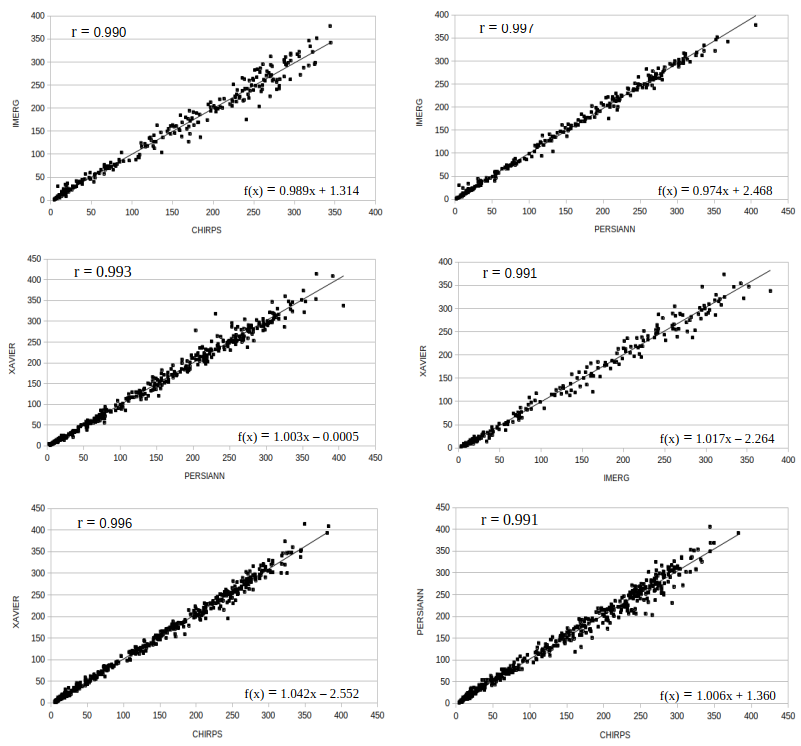 r = 0.990
400
350
300
250
200
150
100
50
0
IMERG
0 50 100 150 200 250 300 350 400
CHIRPS
f(x) = 0.989x + 1.314
r = 0.997
400
350
300
250
200
150
100
50
0
IMERG
0 50 100 150 200 250 300 350 400 450
PERSIANN
f(x) = 0.974x + 2.468
r = 0.993
450
400
350
300
250
200
150
100
50
0
XAVIER
0 50 100 150 200 250 300 350 400 450
PERSIANN
f(x) = 1.003x – 0.0005
r = 0.991
400
350
300
250
200
150
100
50
0
XAVIER
0 50 100 150 200 250 300 350 400
IMERG
f(x) = 1.017x – 2.264
r = 0.996
450
400
350
300
250
200
150
100
50
0
XAVIER
0 50 100 150 200 250 300 350 400 450
CHIRPS
f(x) = 1.042x – 2.552
r = 0.991
450
400
350
300
250
200
150
100
50
0
PERSIANN
0 50 100 150 200 250 300 350 400 450
CHIRPS
f(x) = 1.006x + 1.360